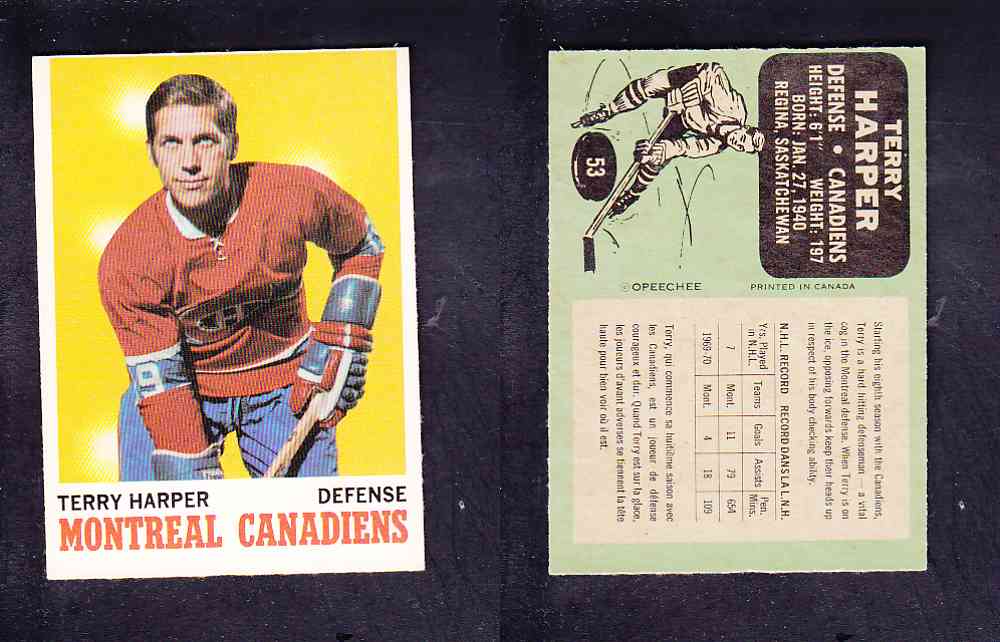 TERRY HARPER DEFENSE
MONTREAL CANADIENS
TERRY
HARPER
DEFENSE • CANADIENS
HEIGHT: 6'1" WEIGHT: 197
BORN: JAN. 27, 1940
REGINA, SASKATCHEWAN
53
© OPEECHEE PRINTED IN CANADA
Starting his eighth season with the Canadiens,
Terry is a hard hitting defenseman — a vital
cog in the Montreal defense. When Terry is on
the ice, opposing forwards keep their heads up
in respect of his body checking ability.
N.H.L. RECORD RECORD DANS LA L.N.H.
Yrs. Played in N.H.L. Teams Goals Assists Pen. Mins.
7 Mont. 11 79 654
1969-70 Mont. 4 18 109
Terry, qui commence sa huitième saison avec
les Canadiens, est un joueur de défense
courageux et dur. Quand Terry est sur la glace,
les joueurs d'avant adverses se tiennent la tête
haute pour bien voir où il est.